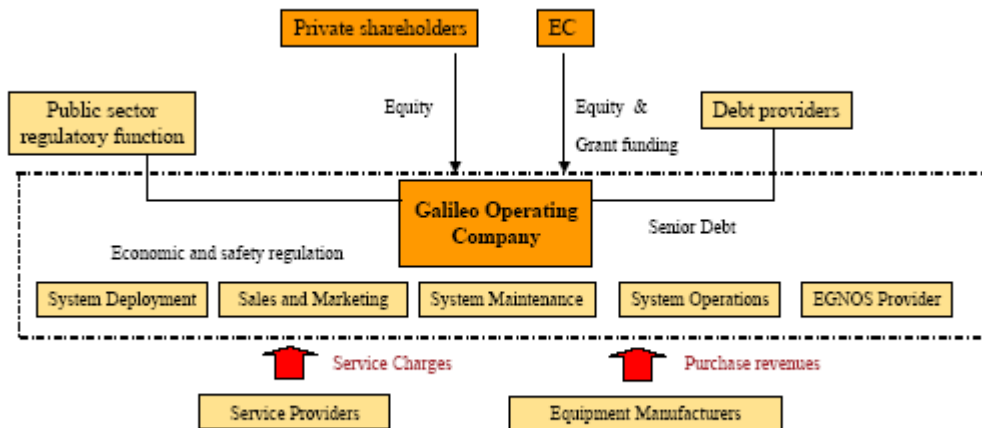 Private shareholders
EC
Public sector
regulatory function
Equity
Equity &
Grant funding
Debt providers
Galileo Operating
Company
Senior Debt
Economic and safety regulation
System Deployment
Sales and Marketing
System Maintenance
System Operations
EGNOS Provider
Service Charges
Purchase revenues
Service Providers
Equipment Manufacturers